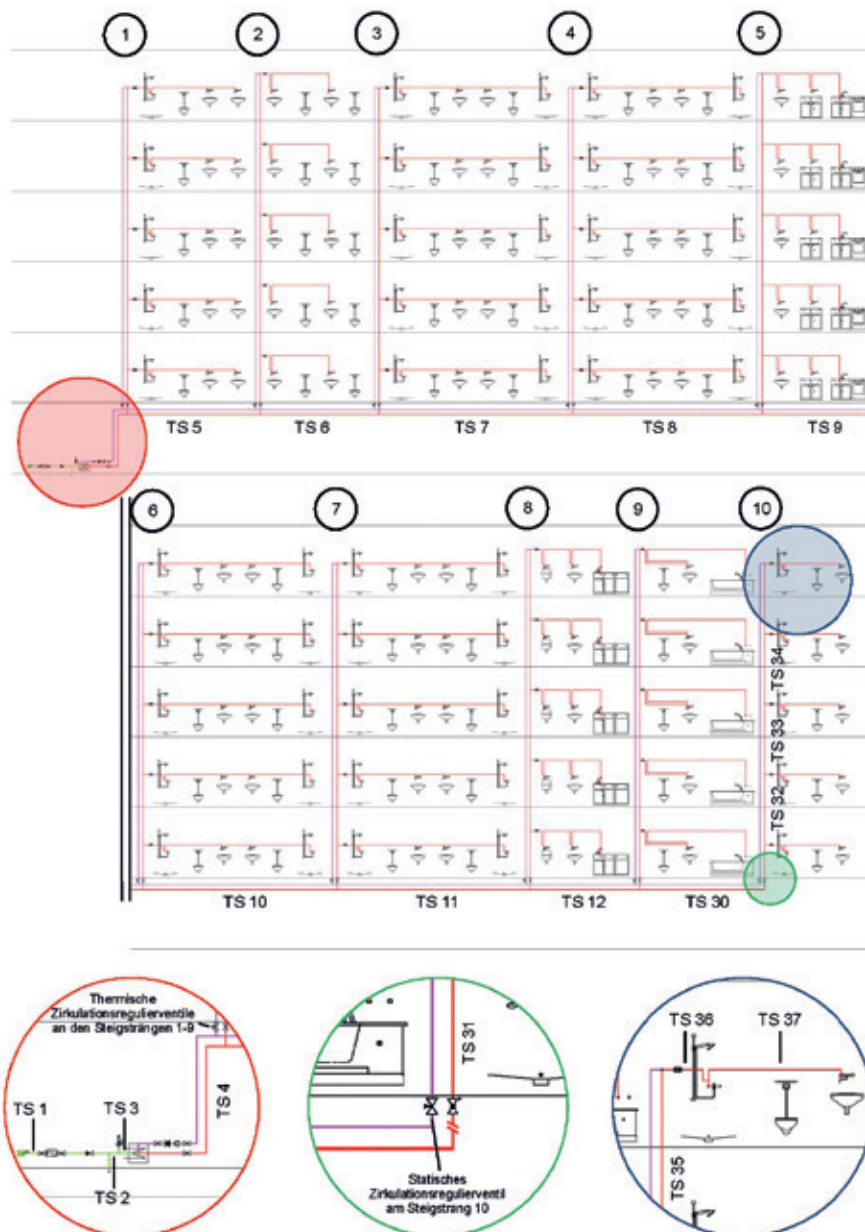 1 2 3 4 5
TS 5 TS 6 TS 7 TS 8 TS 9
6 7 8 9 10
TS 34
TS 33
TS 32
TS 10 TS 11 TS 12 TS 30
Thermische
Zirkulationsregulierventile
an den Steigsträngen 1-9
TS 1
TS 3
TS 4
TS 2
TS 31
Statisches
Zirkulationsregulierventil
am Steigstrang 10
TS 36 TS 37
TS 35